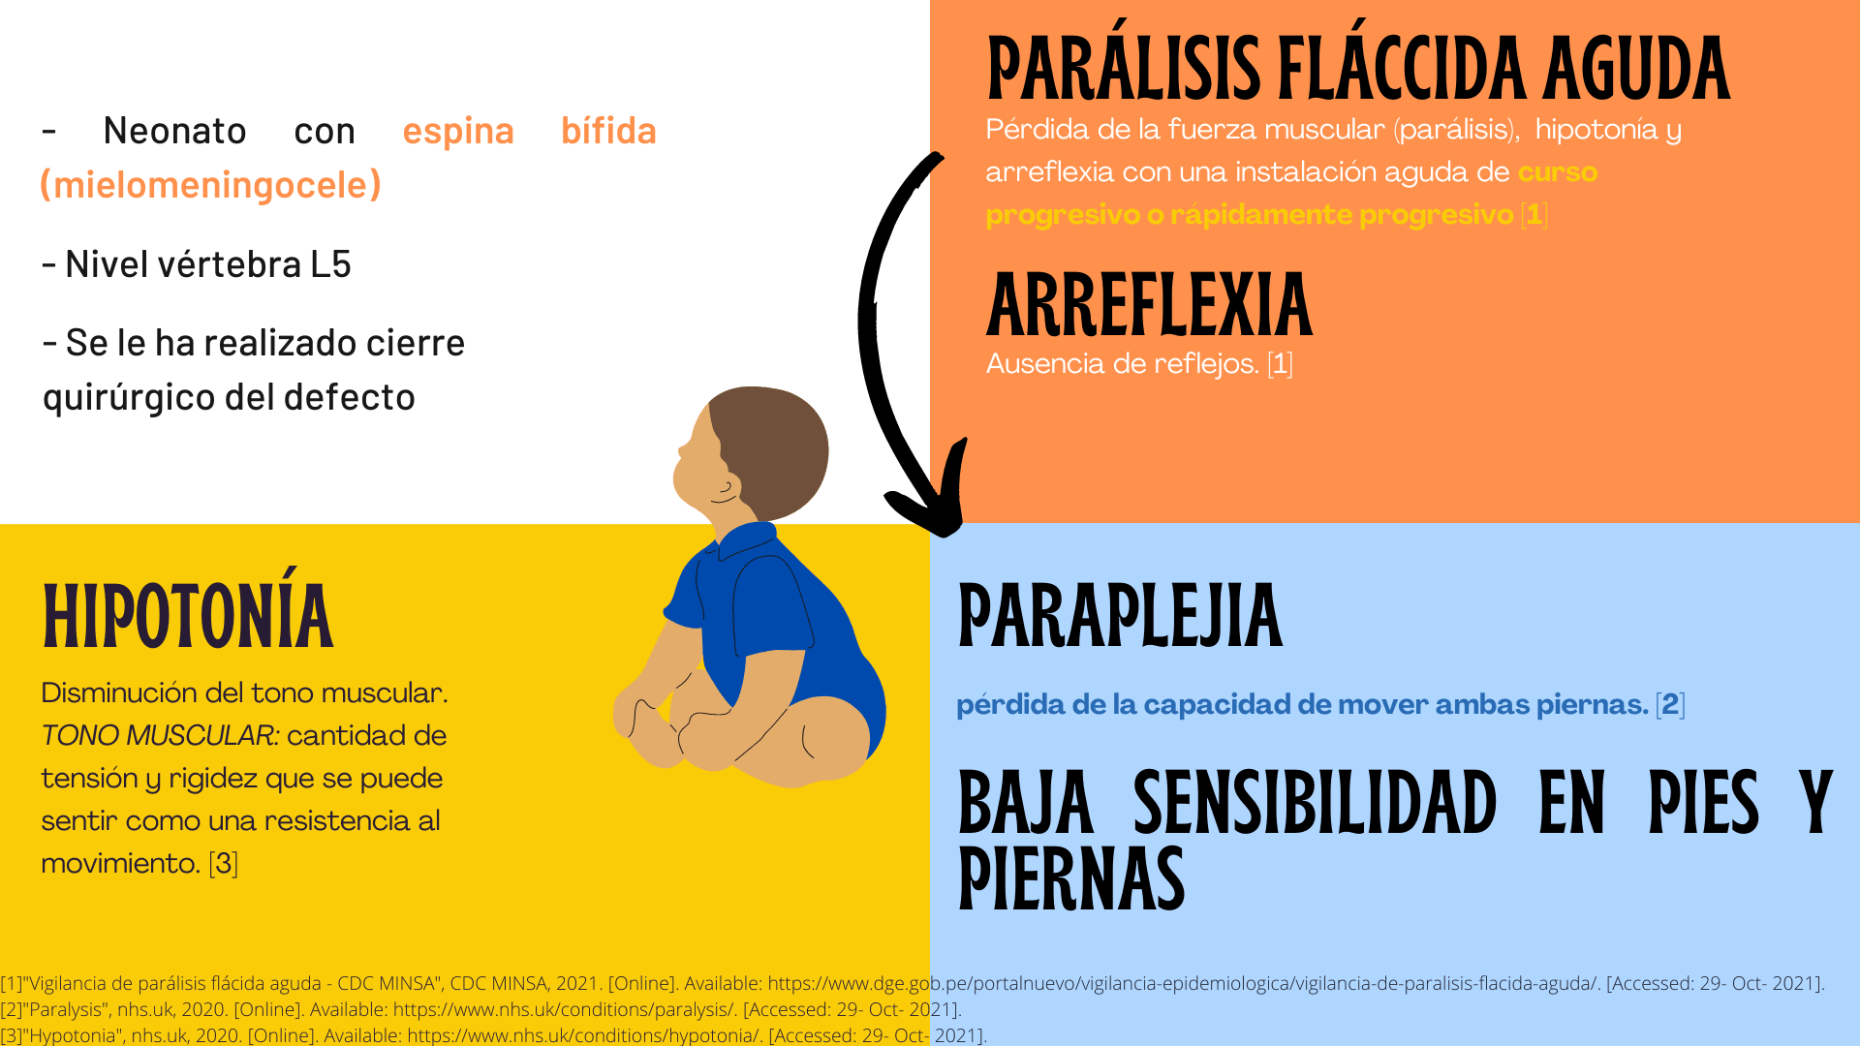 - Neonato con espina bífida
(mielomeningocele)
- Nivel vértebra L5
- Se le ha realizado cierre
quirúrgico del defecto
PARÁLISIS FLÁCCIDA AGUDA
Pérdida de la fuerza muscular (parálisis), hipotonía y
arreflexia con una instalación aguda de curso
progresivo o rápidamente progresivo [1]
ARREFLEXIA
Ausencia de reflejos. [1]
HIPOTONÍA
Disminución del tono muscular.
TONO MUSCULAR: cantidad de
tensión y rigidez que se puede
sentir como una resistencia al
movimiento. [3]
PARAPLEJIA
pérdida de la capacidad de mover ambas piernas. [2]
BAJA SENSIBILIDAD EN PIES Y
PIERNAS
[1]"Vigilancia de parálisis flácida aguda - CDC MINSA", CDC MINSA, 2021. [Online]. Available: https://www.dge.gob.pe/portalnuevo/vigilancia-epidemiologica/vigilancia-de-paralisis-flacida-aguda/. [Accessed: 29- Oct- 2021].
[2]"Paralysis", nhs.uk, 2020. [Online]. Available: https://www.nhs.uk/conditions/paralysis/. [Accessed: 29- Oct- 2021].
[3]"Hypotonia", nhs.uk, 2020. [Online]. Available: https://www.nhs.uk/conditions/hypotonia/. [Accessed: 29- Oct- 2021].